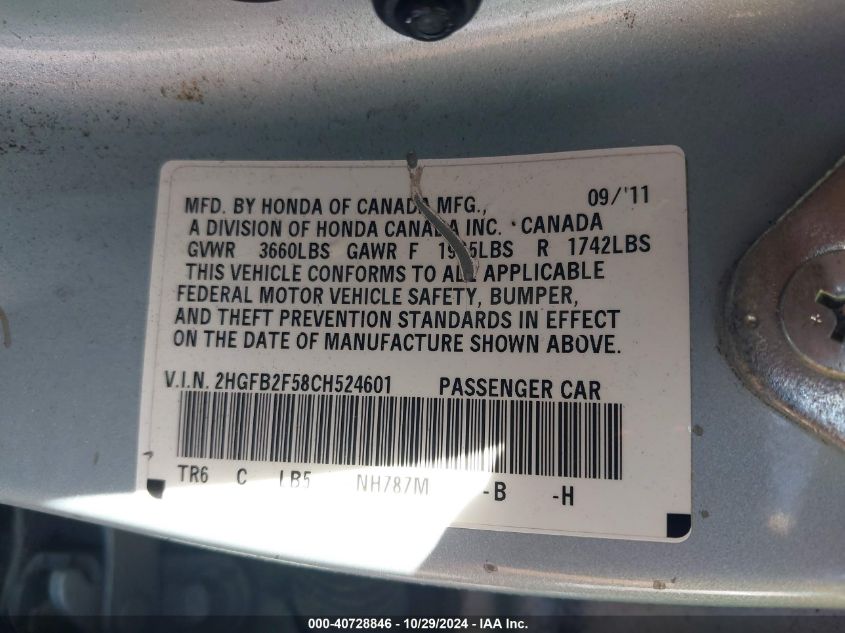 MFD. BY HONDA OF CANADA MFG., 09/'11
A DIVISION OF HONDA CANADA INC. CANADA
GVWR 3660LBS GAWR F R 1742LBS
THIS VEHICLE CONFORMS TO ALL APPLICABLE
FEDERAL MOTOR VEHICLE SAFETY, BUMPER,
AND THEFT PREVENTION STANDARDS IN EFFECT
ON THE DATE OF MANUFACTURE SHOWN ABOVE.
V.I.N. 2HGFB2F58CH524601 PASSENGER CAR
TR6 C LB5 NH787M -B -H
000-40728846 / 10/29/2024 / IAA, Inc.